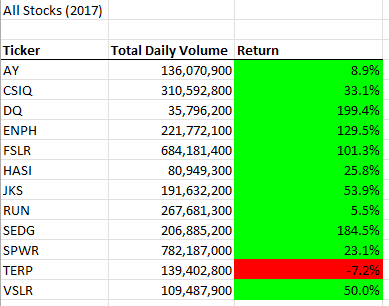 All Stocks (2017)
Ticker Total Daily Volume Return
AY 136,070,900 8.9%
CSIQ 310,592,800 33.1%
DQ 35,796,200 199.4%
ENPH 221,772,100 129.5%
FSLR 684,181,400 101.3%
HASI 80,949,300 25.8%
JKS 191,632,200 53.9%
RUN 267,681,300 5.5%
SEDG 206,885,200 184.5%
SPWR 782,187,000 23.1%
TERP 139,402,800 -7.2%
VSLR 109,487,900 50.0%